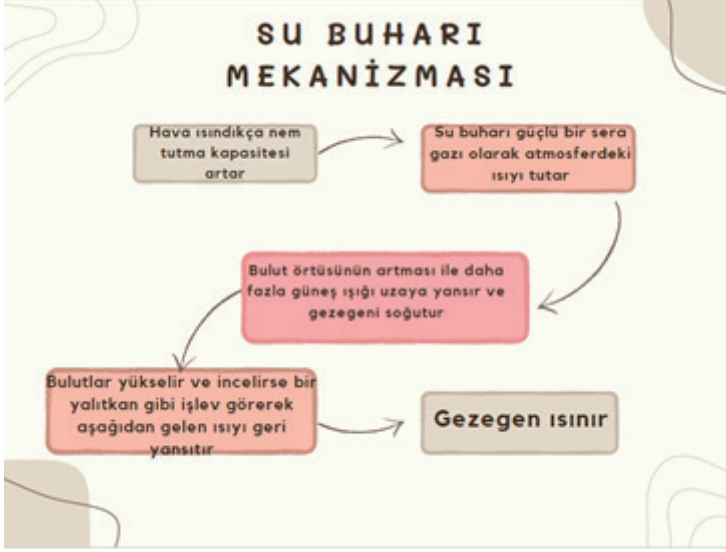 SU BUHARI
MEKANİZMASI
Hava ısındıkça nem
tutma kapasitesi
artar
Su buharı güçlü bir sera
gazı olarak atmosferdeki
ısıyı tutar
Bulut örtüsünün artması ile daha
fazla güneş ışığı uzaya yansır ve
gezegeni soğutur
Bulutlar yükselir ve incelirse bir
yalıtkan gibi işlev görerek
aşağıdan gelen ısıyı geri
yansıtır
Gezegen ısınır